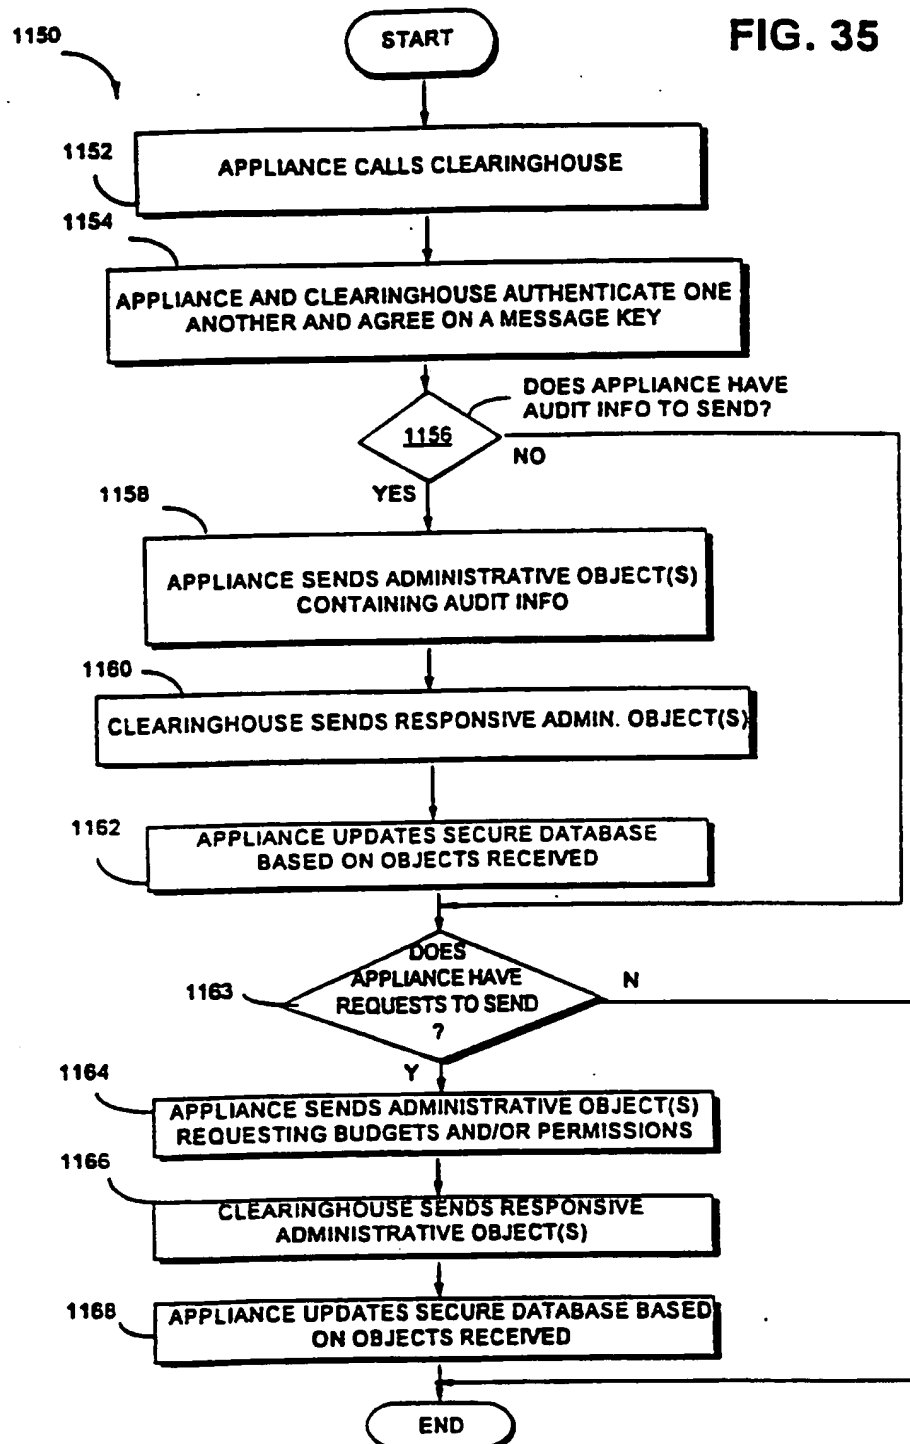 FIG. 35
1150
START
1152
APPLIANCE CALLS CLEARINGHOUSE
1154
APPLIANCE AND CLEARINGHOUSE AUTHENTICATE ONE
ANOTHER AND AGREE ON A MESSAGE KEY
DOES APPLIANCE HAVE
AUDIT INFO TO SEND?
1156
NO
YES
1158
APPLIANCE SENDS ADMINISTRATIVE OBJECT(S)
CONTAINING AUDIT INFO
1160
CLEARINGHOUSE SENDS RESPONSIVE ADMIN. OBJECT(S)
1162
APPLIANCE UPDATES SECURE DATABASE
BASED ON OBJECTS RECEIVED
DOES
APPLIANCE HAVE
REQUESTS TO SEND
?
1163
N
Y
1164
APPLIANCE SENDS ADMINISTRATIVE OBJECT(S)
REQUESTING BUDGETS AND/OR PERMISSIONS
1166
CLEARINGHOUSE SENDS RESPONSIVE
ADMINISTRATIVE OBJECT(S)
1168
APPLIANCE UPDATES SECURE DATABASE BASED
ON OBJECTS RECEIVED
END